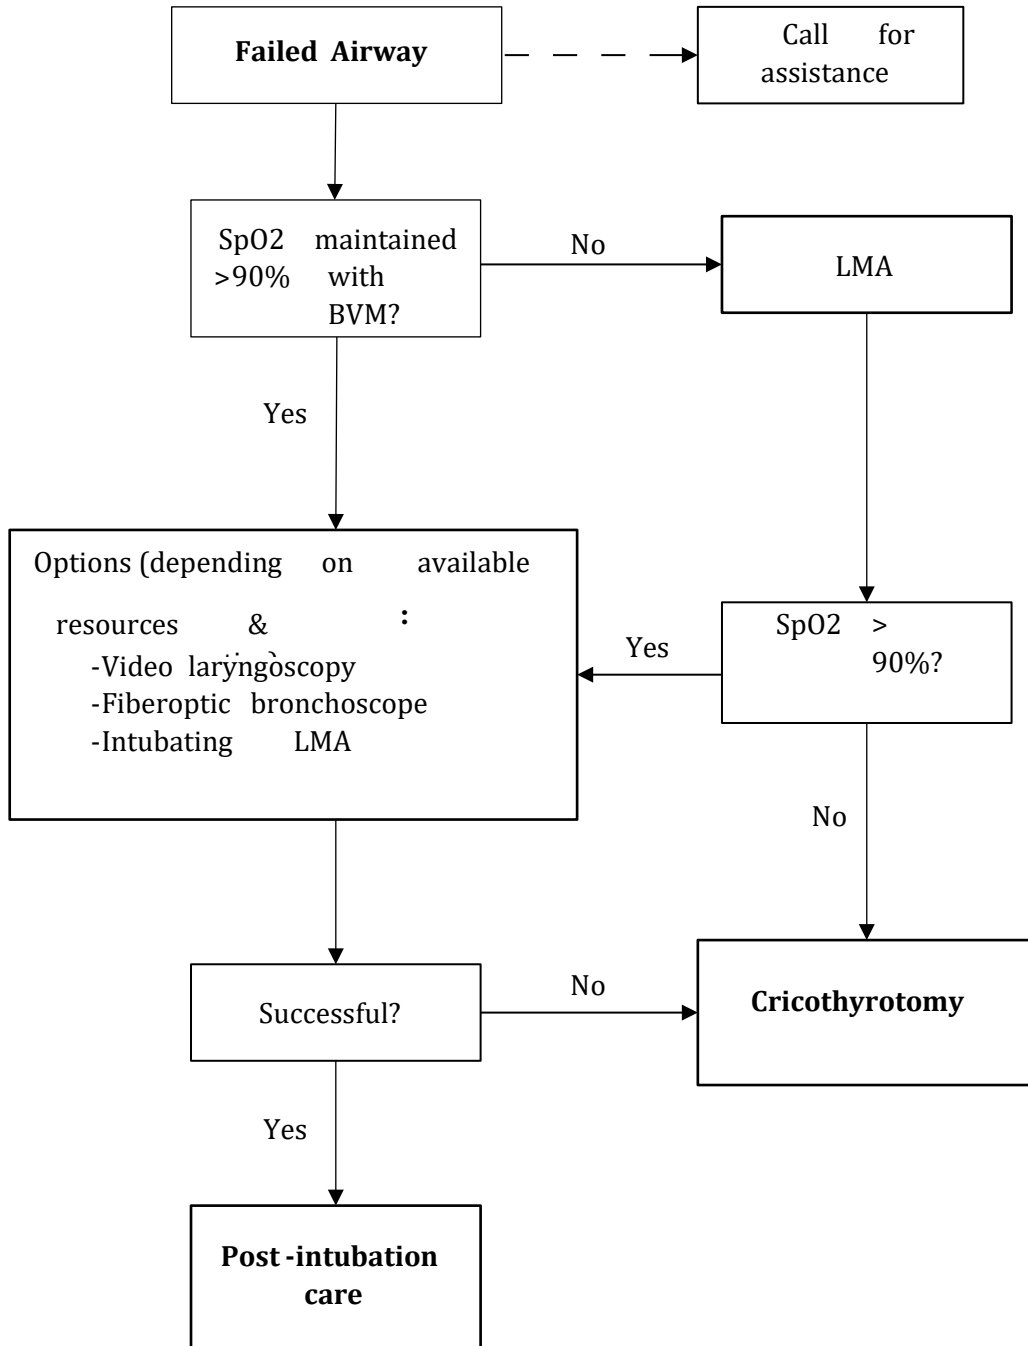 Failed Airway
Call for
assistance
SpO2 maintained
>90% with
BVM?
No
LMA
Yes
Options (depending on available
resources & :
-Video laryngoscopy
-Fiberoptic bronchoscope
-Intubating LMA
Yes
SpO2 >
90%?
No
Successful?
No
Cricothyrotomy
Yes
Post-intubation
care